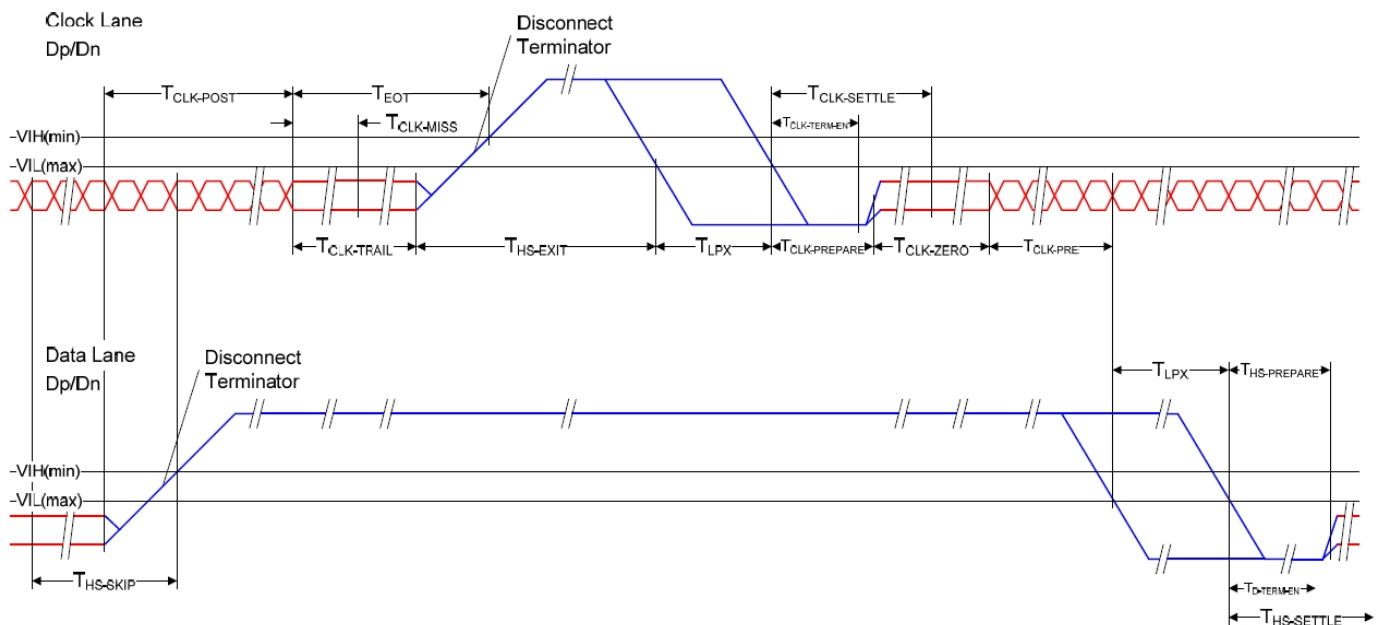 Clock Lane
Dp/Dn
Disconnect
Terminator
TCLK-POST
TEOT
TCLK-SETTLE
TCLK-MISS
TCLK-TERM-EN
VIH(min)
VIL(max)
TCLK-TRAIL
THS-EXIT
TLPX
TCLK-PREPARE
TCLK-ZERO
TCLK-PRE
Data Lane
Dp/Dn
Disconnect
Terminator
TLPX
THS-PREPARE
VIH(min)
VIL(max)
THS-SKIP
TD-TERM-EN
THS-SETTLE